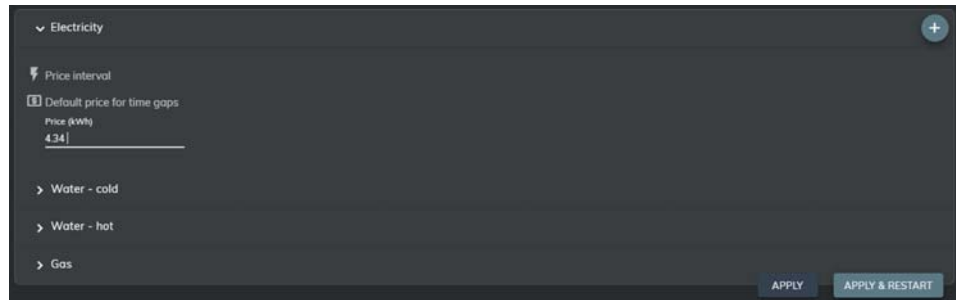 Electricity
+
Price interval
Default price for time gaps
Price (kWh)
4.34
Water - cold
Water - hot
Gas
APPLY
APPLY & RESTART